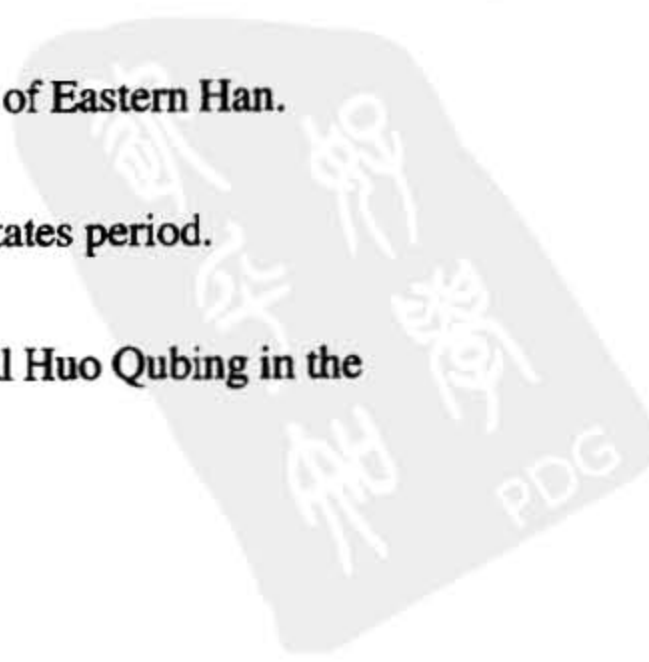 of Eastern Han.
tates period.
l Huo Qubing in the
PDG